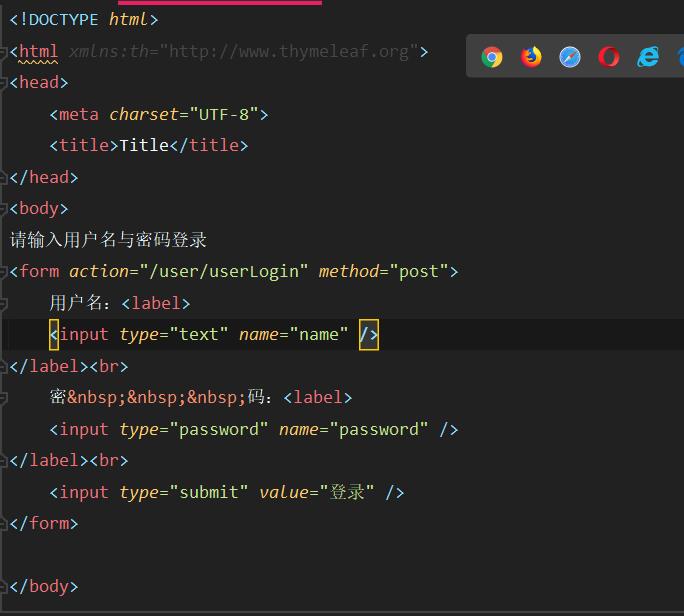 <!DOCTYPE html>
<html xmlns:th="http://www.thymeleaf.org">
<head>
    <meta charset="UTF-8">
    <title>Title</title>
</head>
<body>
请输入用户名与密码登录
<form action="/user/userLogin" method="post">
    用户名：<label>
    <input type="text" name="name" />
</label><br>
    密&nbsp;&nbsp;&nbsp;码：<label>
    <input type="password" name="password" />
</label><br>
    <input type="submit" value="登录" />
</form>

</body>